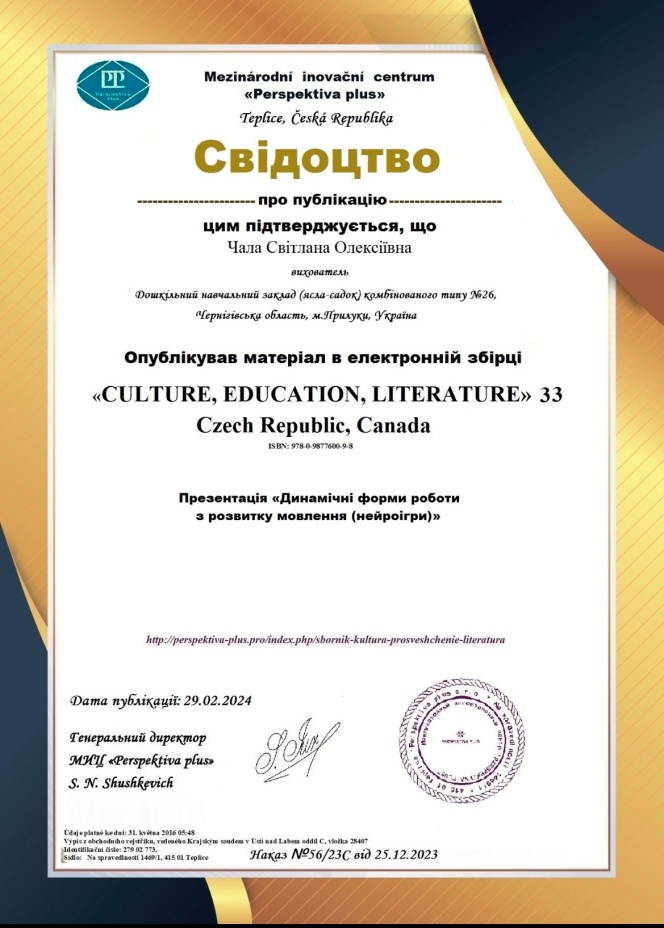 PP
Perspektiva
Plus
Mezinárodní inovační centrum
«Perspektiva plus»
Teplice, Česká Republika
Свідоцтво
----------------------- про публікацію ----------------------
цим підтверджується, що
Чала Світлана Олексіївна
вихователь
Дошкільний навчальний заклад (ясла-садок) комбінованого типу №26,
Чернігівська область, м.Прилуки, Україна
Опублікував матеріал в електронній збірці
«CULTURE, EDUCATION, LITERATURE» 33
Czech Republic, Canada
ISBN: 978-0-9877600-9-8
Презентація «Динамічні форми роботи
з розвитку мовлення (нейроігри)»
http://perspektiva-plus.pro/index.php/sbornik-kultura-prosveshchenie-literatura
Дата публікації: 29.02.2024
Генеральний директор
МИЦ «Perspektiva plus»
S. N. Shushkevich
PERSPEKTIVA PLUS
Údaje platné ke dni: 31. května 2016 05:48
Výpis z obchodního rejstříku, vedeného Krajským soudem v Ústí nad Labem oddíl C, vložka 28407
Identifikační číslo: 279 02 773,
Sídlo: Na spravedlnosti 1469/1, 415 01 Teplice
Наказ №56/23С від 25.12.2023